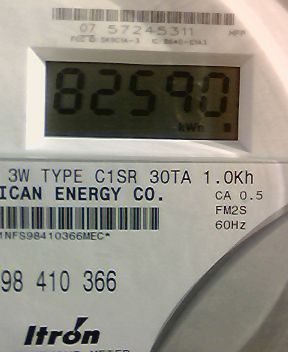 07 57245311
82590
kWh
3W TYPE C1SR 30TA 1.0Kh
ICAN ENERGY CO.
CA 0.5
FM2S
60Hz
1NFS98410366MEC*
98 410 366
Itron